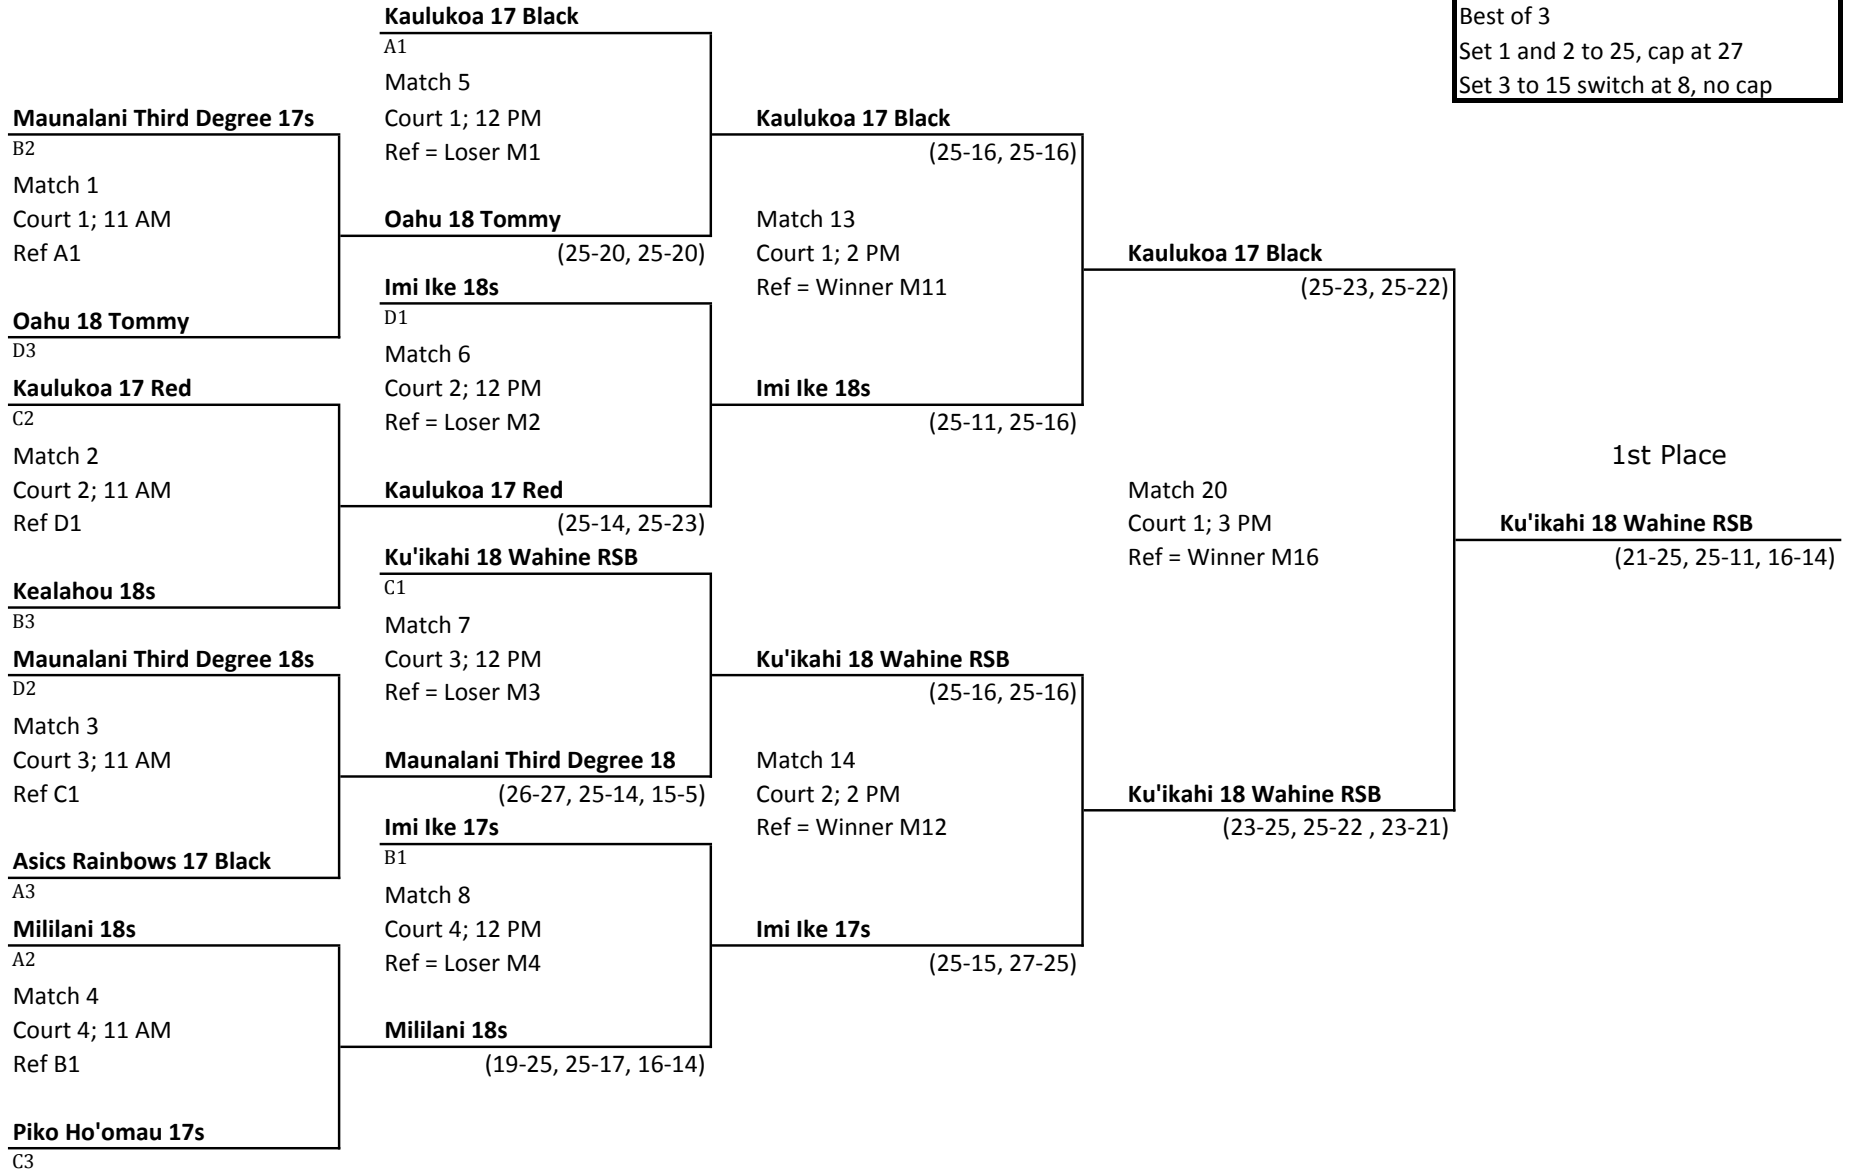 Kaulukoa 17 Black
A1
Match 5
Court 1; 12 PM
Ref = Loser M1
Best of 3
Set 1 and 2 to 25, cap at 27
Set 3 to 15 switch at 8, no cap
Maunalani Third Degree 17s
B2
Match 1
Court 1; 11 AM
Ref A1
Oahu 18 Tommy
D3
Kaulukoa 17 Red
C2
Match 2
Court 2; 11 AM
Ref D1
Kealahou 18s
B3
Maunalani Third Degree 18s
D2
Match 3
Court 3; 11 AM
Ref C1
Asics Rainbows 17 Black
A3
Mililani 18s
A2
Match 4
Court 4; 11 AM
Ref B1
Piko Ho'omau 17s
C3
Oahu 18 Tommy
(25-20, 25-20)
Imi Ike 18s
D1
Match 6
Court 2; 12 PM
Ref = Loser M2
Kaulukoa 17 Red
(25-14, 25-23)
Ku'ikahi 18 Wahine RSB
C1
Match 7
Court 3; 12 PM
Ref = Loser M3
Maunalani Third Degree 18
(26-27, 25-14, 15-5)
Imi Ike 17s
B1
Match 8
Court 4; 12 PM
Ref = Loser M4
Mililani 18s
(19-25, 25-17, 16-14)
Kaulukoa 17 Black
(25-16, 25-16)
Match 13
Court 1; 2 PM
Ref = Winner M11
Imi Ike 18s
(25-11, 25-16)
Ku'ikahi 18 Wahine RSB
(25-16, 25-16)
Match 14
Court 2; 2 PM
Ref = Winner M12
Imi Ike 17s
(25-15, 27-25)
Kaulukoa 17 Black
(25-23, 25-22)
Match 20
Court 1; 3 PM
Ref = Winner M16
Ku'ikahi 18 Wahine RSB
(23-25, 25-22 , 23-21)
1st Place
Ku'ikahi 18 Wahine RSB
(21-25, 25-11, 16-14)